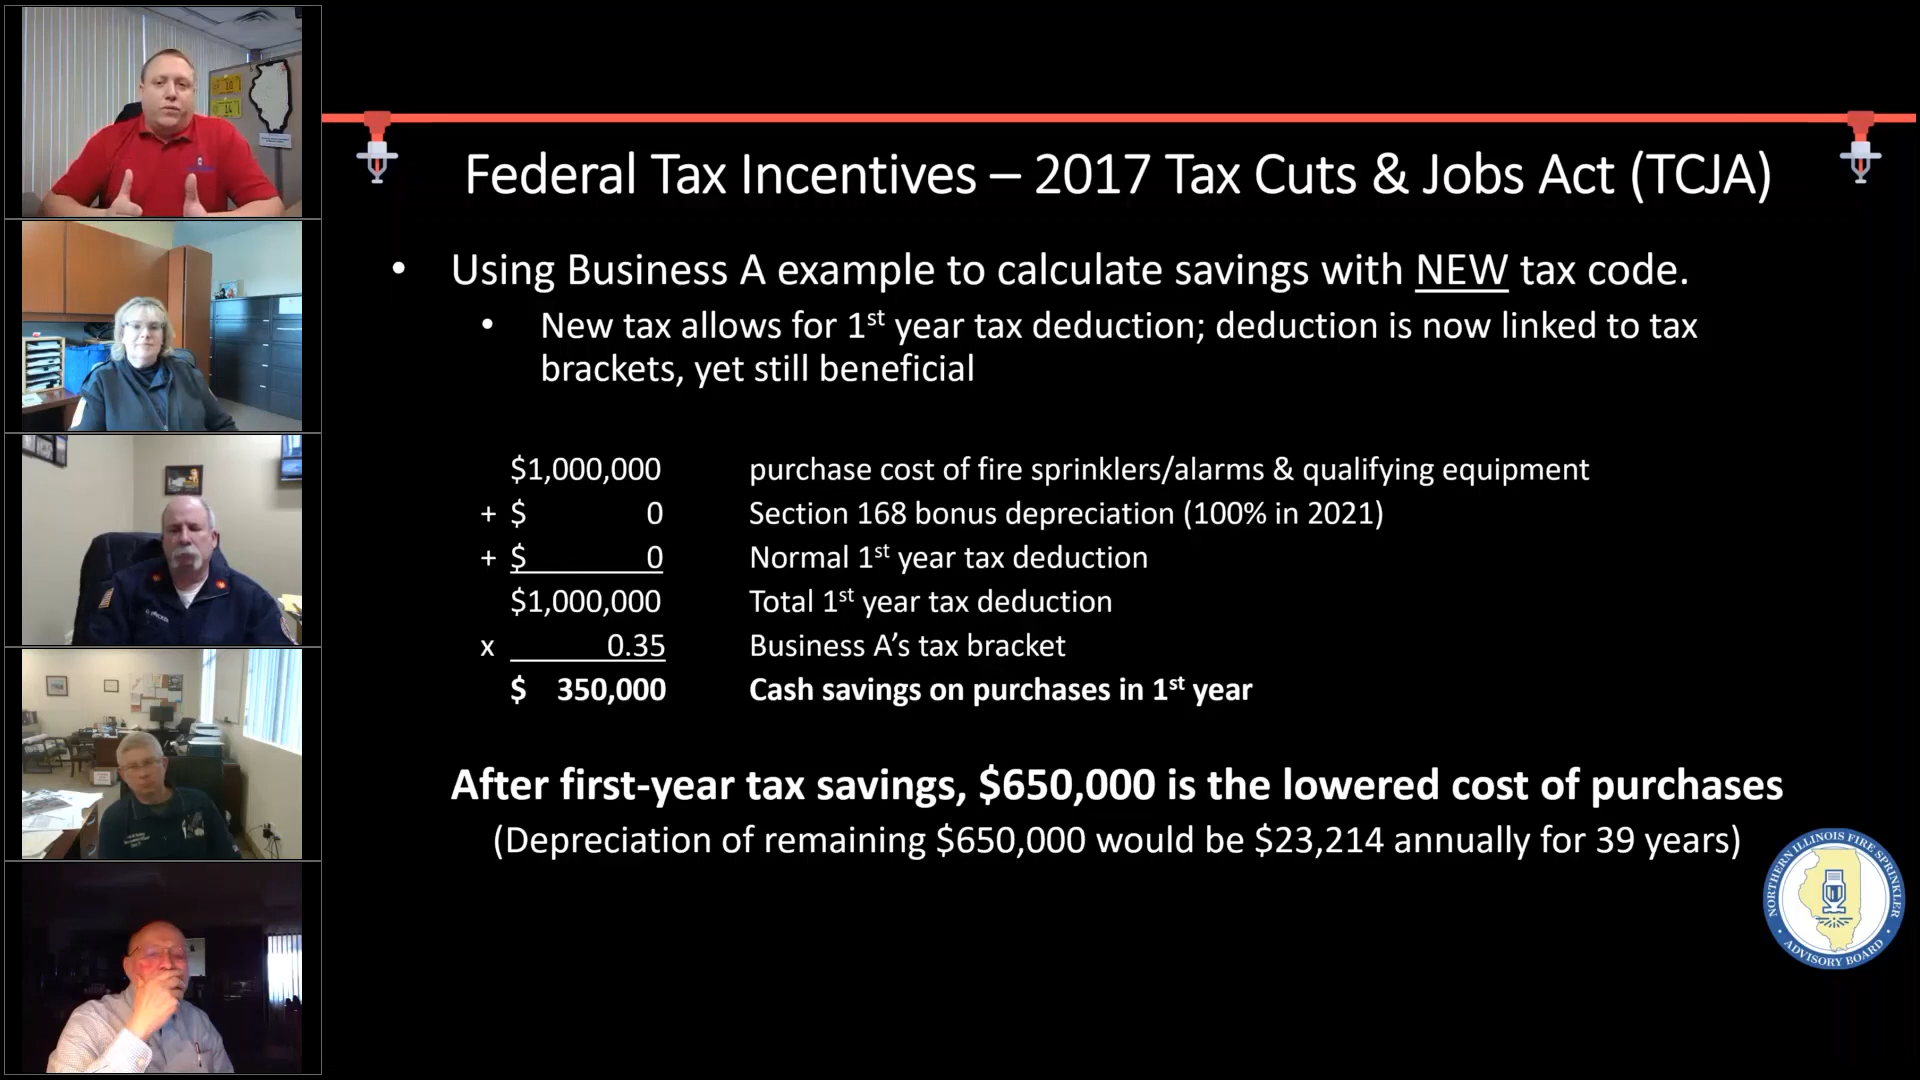 Federal Tax Incentives – 2017 Tax Cuts & Jobs Act (TCJA)
• Using Business A example to calculate savings with NEW tax code.
• New tax allows for 1st year tax deduction; deduction is now linked to tax
brackets, yet still beneficial
$1,000,000 purchase cost of fire sprinklers/alarms & qualifying equipment
+ $ 0 Section 168 bonus depreciation (100% in 2021)
+ $ 0 Normal 1st year tax deduction
$1,000,000 Total 1st year tax deduction
x 0.35 Business A's tax bracket
$ 350,000 Cash savings on purchases in 1st year
After first-year tax savings, $650,000 is the lowered cost of purchases
(Depreciation of remaining $650,000 would be $23,214 annually for 39 years)
NORTHERN ILLINOIS FIRE SPRINKLER
• ADVISORY BOARD •
10
14